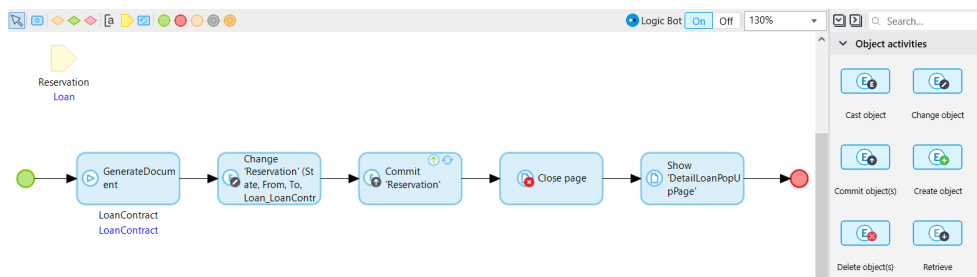 [a
Logic Bot On Off 130%
Search...
Object activities
Reservation
Loan
GenerateDocum
ent
LoanContract
LoanContract
Change
'Reservation' (St
ate, From, To,
Loan_LoanContr
Commit
'Reservation'
Close page
Show
'DetailLoanPopU
pPage'
E E
Cast object Change object
E E
Commit object(s) Create object
E E
Delete object(s) Retrieve